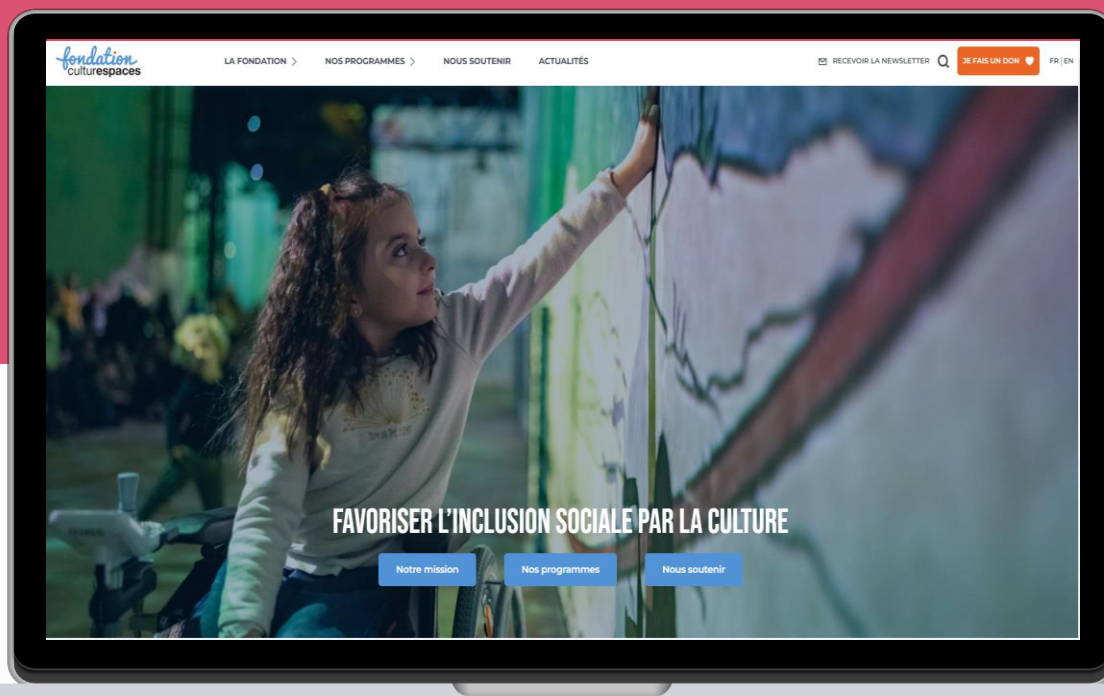 fondation
culturespaces
LA FONDATION
NOS PROGRAMMES
NOUS SOUTENIR
ACTUALITÉS
RECEVOIR LA NEWSLETTER
JE FAIS UN DON
FR | EN
FAVORISER L'INCLUSION SOCIALE PAR LA CULTURE
Notre mission
Nos programmes
Nous soutenir